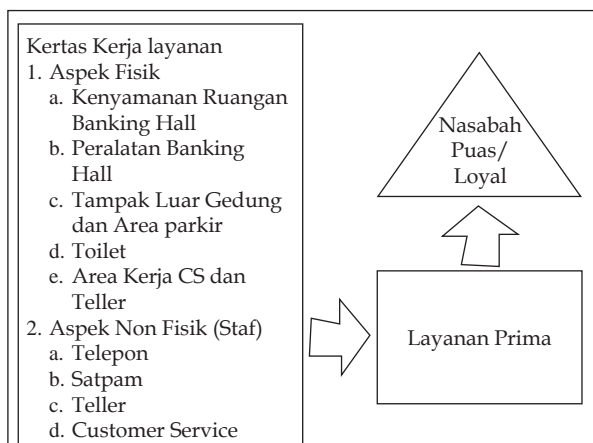 Kertas Kerja layanan
1. Aspek Fisik
a. Kenyamanan Ruangan
Banking Hall
b. Peralatan Banking
Hall
c. Tampak Luar Gedung
dan Area parkir
d. Toilet
e. Area Kerja CS dan
Teller
2. Aspek Non Fisik (Staf)
a. Telepon
b. Satpam
c. Teller
d. Customer Service
Nasabah
Puas/
Loyal
Layanan Prima